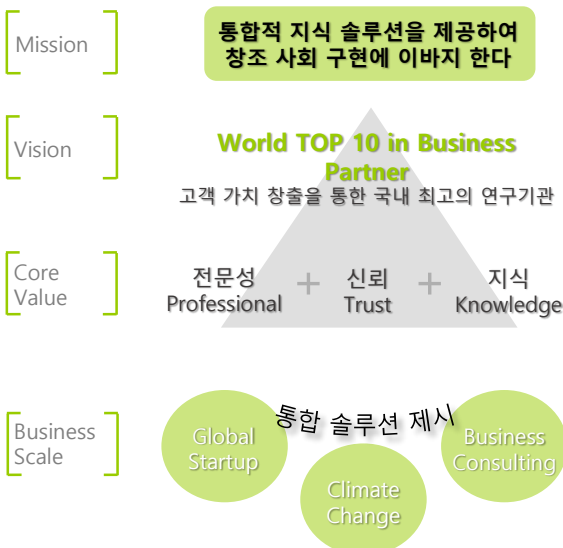 Mission
통합적 지식 솔루션을 제공하여
창조 사회 구현에 이바지 한다
Vision
World TOP 10 in Business
Partner
고객 가치 창출을 통한 국내 최고의 연구기관
Core
Value
전문성 + 신뢰 + 지식
Professional Trust Knowledge
Business
Scale
통합 솔루션 제시
Global
Startup
Climate
Change
Business
Consulting